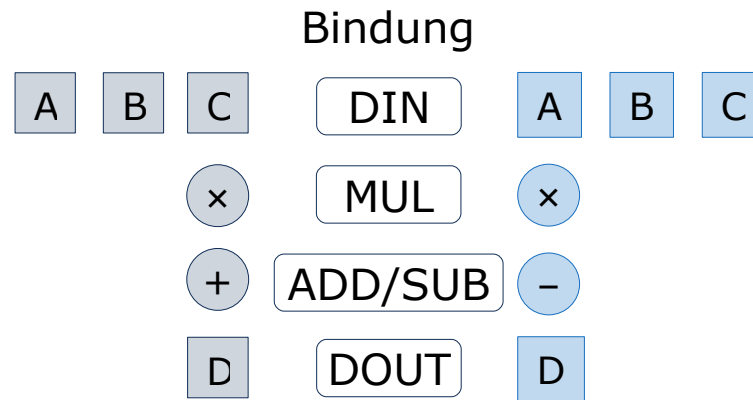 Bindung
A B C DIN A B C
× MUL ×
+ ADD/SUB –
D DOUT D